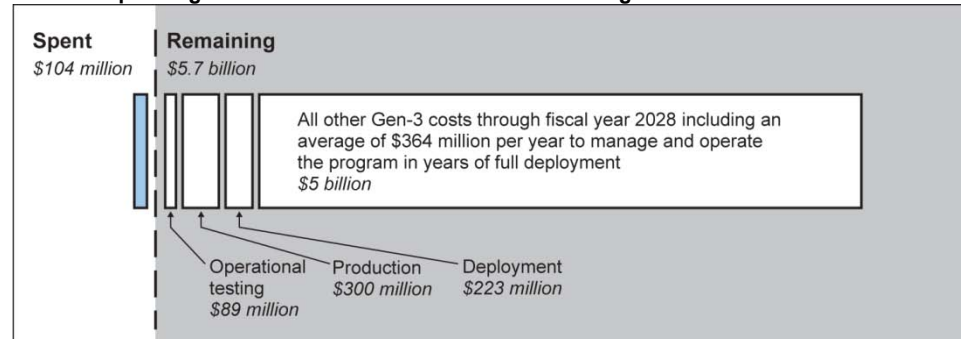 Spent
$104 million
Remaining
$5.7 billion
All other Gen-3 costs through fiscal year 2028 including an
average of $364 million per year to manage and operate
the program in years of full deployment
$5 billion
Operational
testing
$89 million
Production
$300 million
Deployment
$223 million